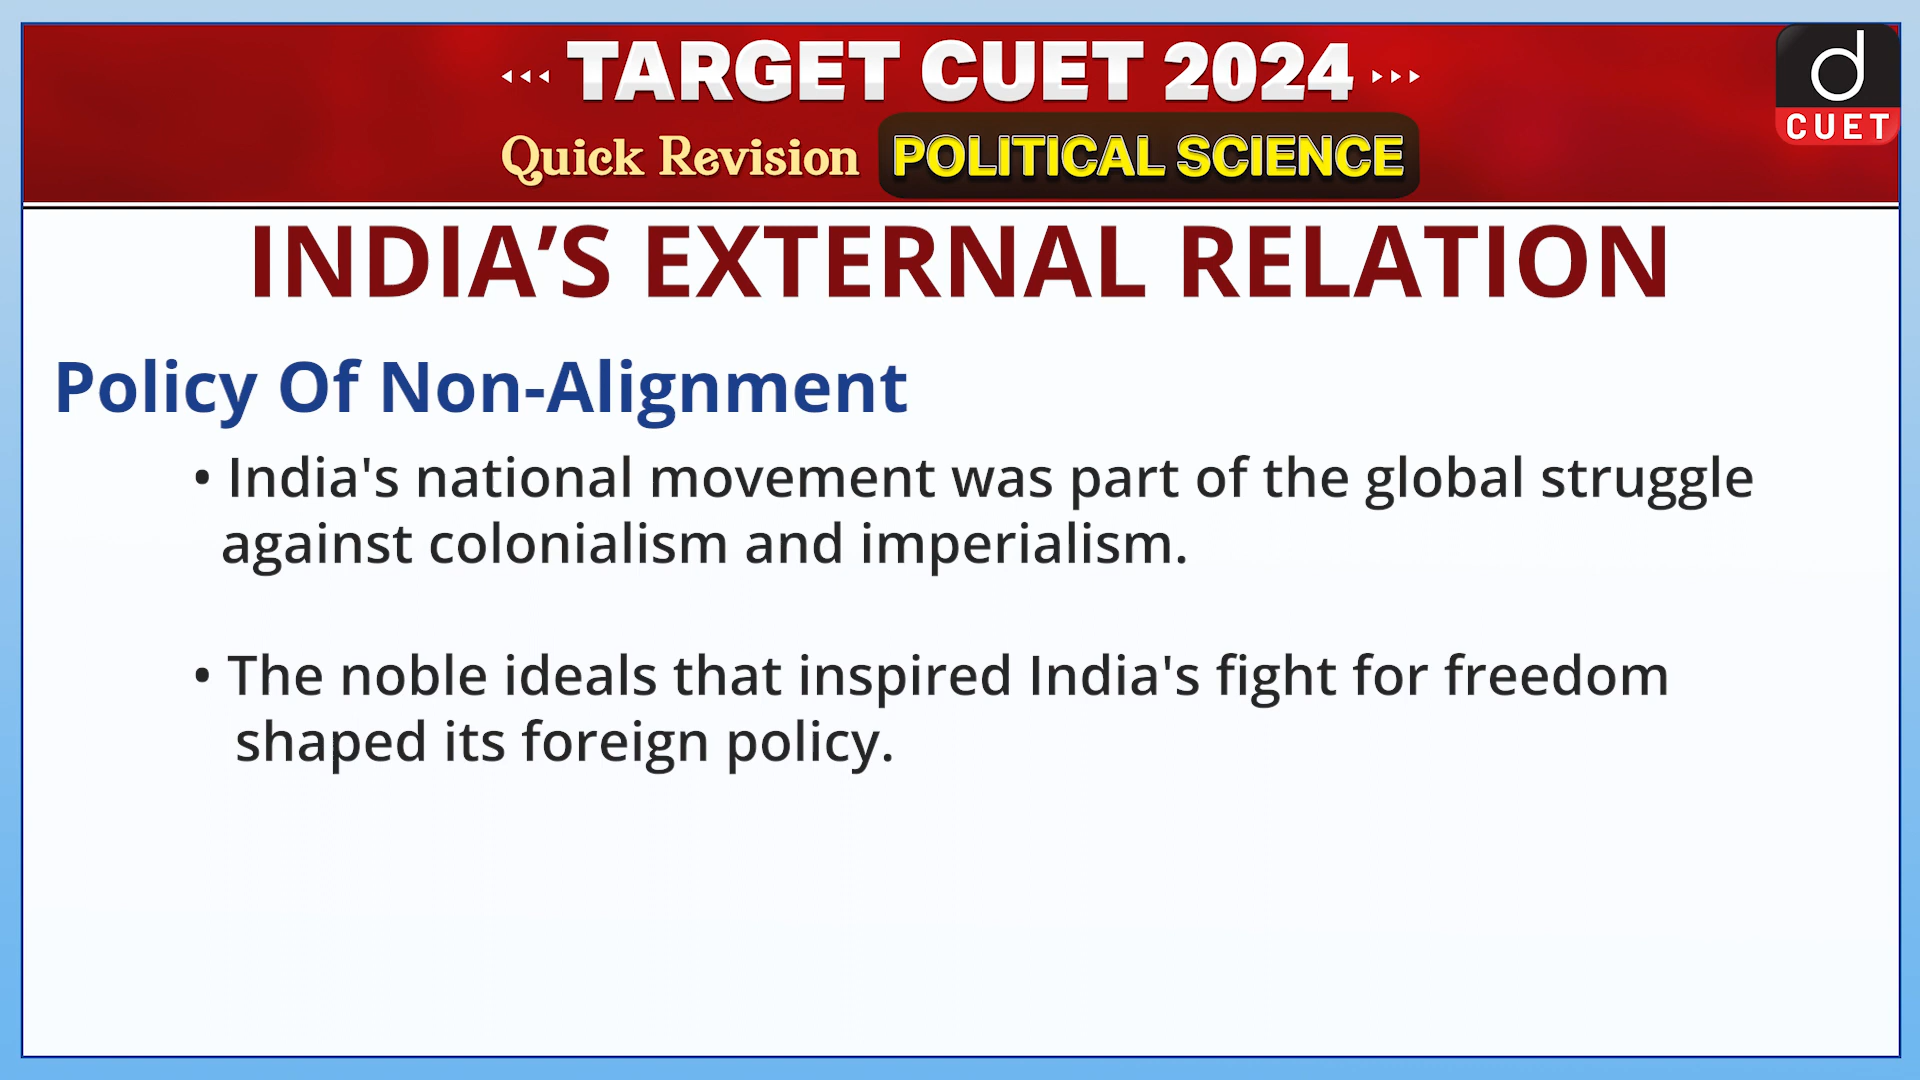 TARGET CUET 2024
Quick Revision POLITICAL SCIENCE
d
CUET
INDIA’S EXTERNAL RELATION
Policy Of Non-Alignment
• India's national movement was part of the global struggle
against colonialism and imperialism.
• The noble ideals that inspired India's fight for freedom
shaped its foreign policy.